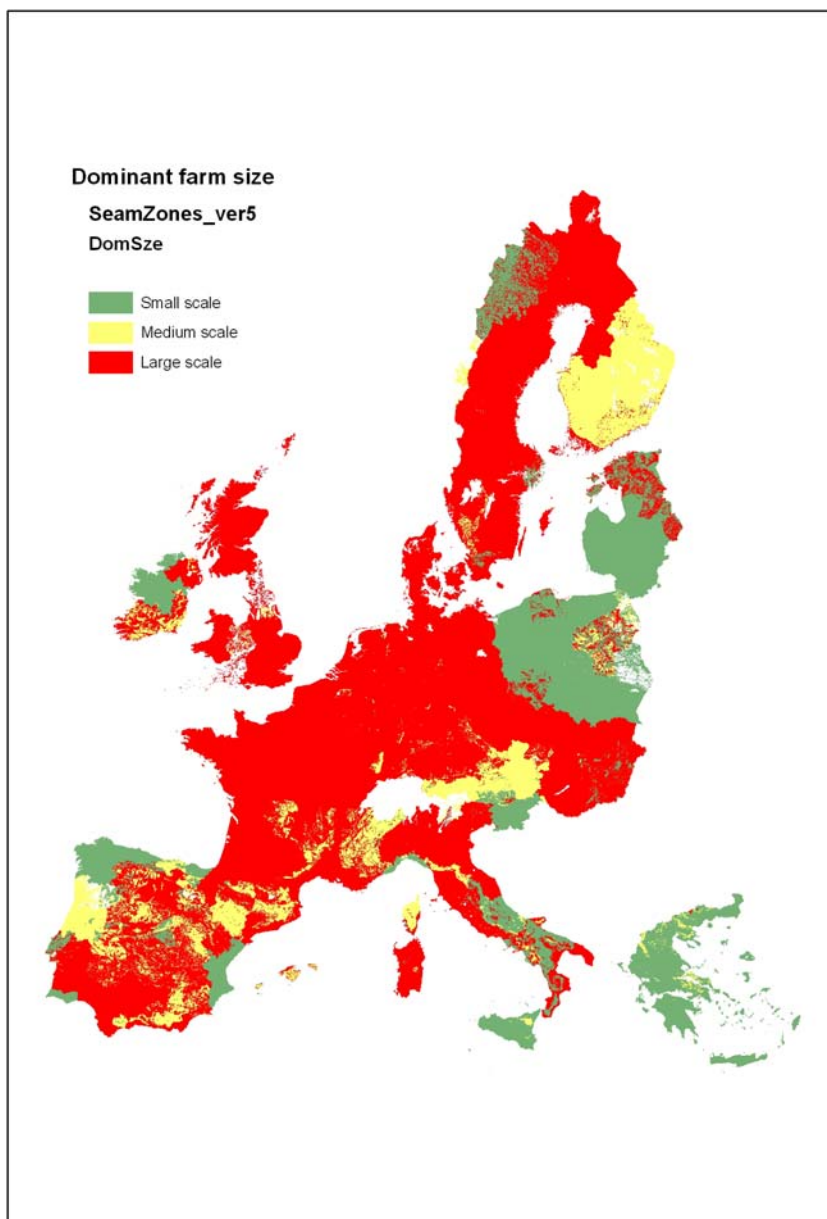 Dominant farm size
SeamZones_ver5
DomSze
Small scale
Medium scale
Large scale